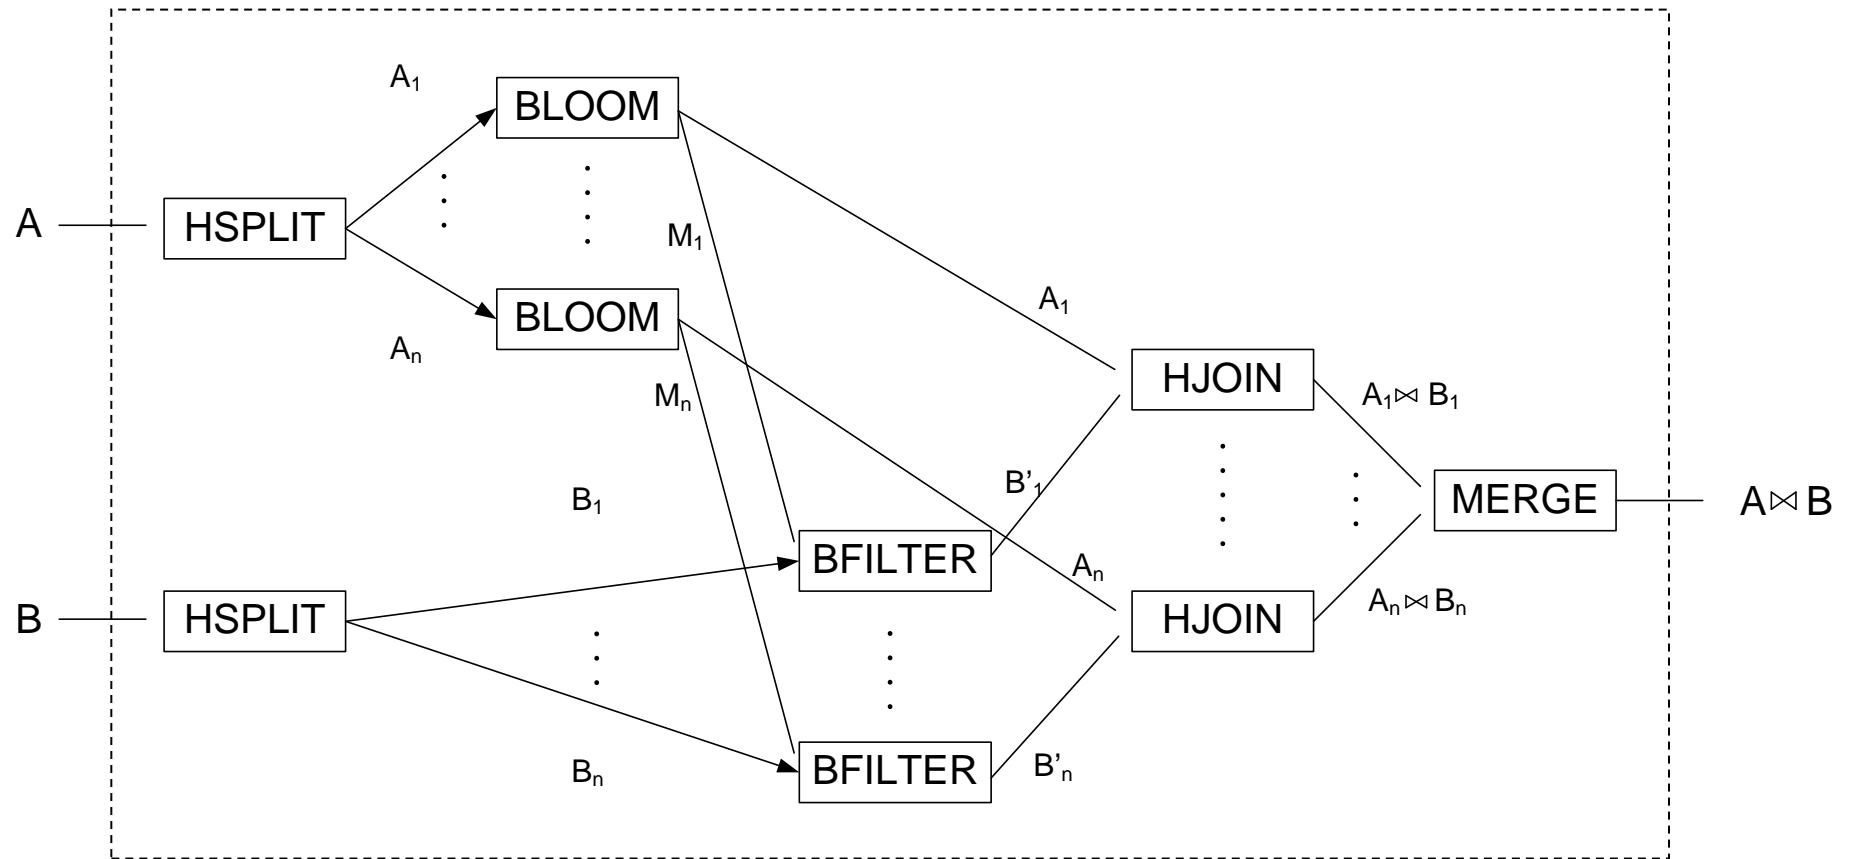 A₁
BLOOM
A
HSPLIT
M₁
BLOOM
Aₙ
A₁
HJOIN
A₁⋈ B₁
Mₙ
B₁
B’₁
MERGE
A⋈B
BFILTER
Aₙ
B
HSPLIT
HJOIN
Aₙ⋈Bₙ
Bₙ
BFILTER
B’ₙ